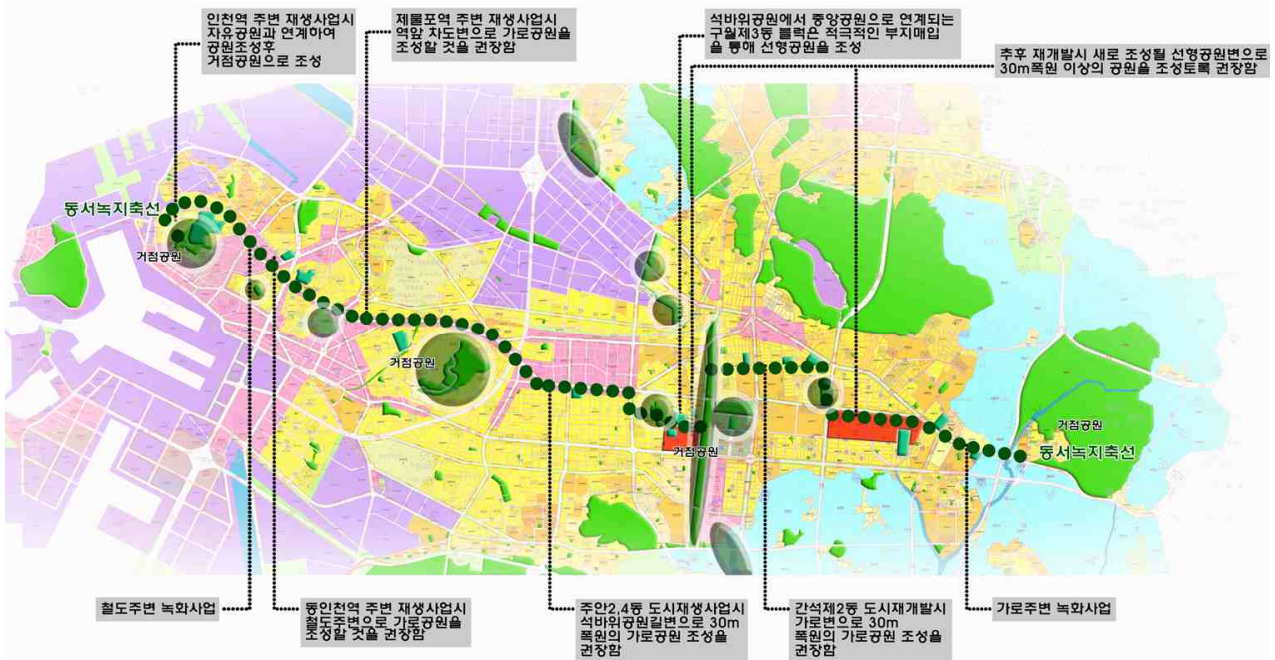 인천역 주변 재생사업시
자유공원과 연계하여
공원조성후
거점공원으로 조성
제물포역 주변 재생사업시
역앞 차도변으로 가로공원을
조성할 것을 권장함
석바위공원에서 중앙공원으로 연계되는
구월제3동 블럭은 적극적인 부지매입
을 통해 선형공원을 조성
추후 재개발시 새로 조성될 선형공원변으로
30m폭원 이상의 공원을 조성토록 권장함
동서녹지축선
거점공원
거점공원
거점공원
거점공원
동서녹지축선
철도주변 녹화사업
동인천역 주변 재생사업시
철도주변으로 가로공원을
조성할 것을 권장함
주안2,4동 도시재생사업시
석바위공원길변으로 30m
폭원의 가로공원 조성을
권장함
간석제2동 도시재개발시
가로변으로 30m
폭원의 가로공원 조성을
권장함
가로주변 녹화사업